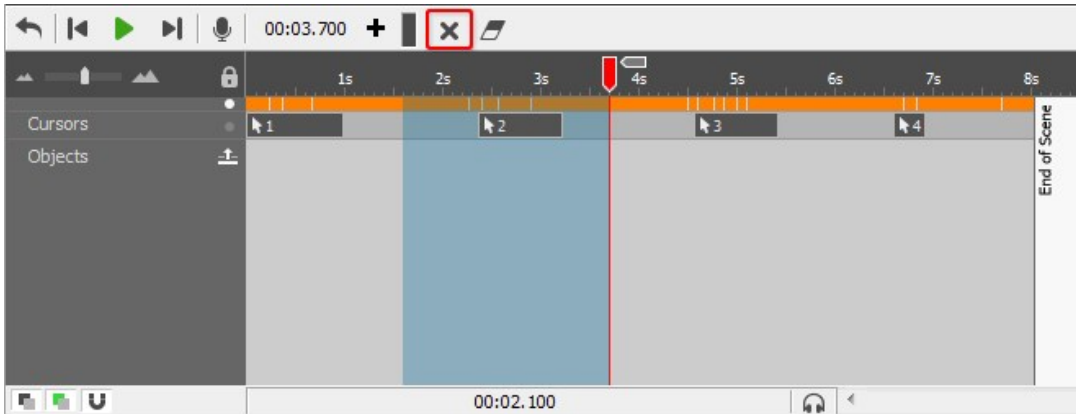 00:03.700
1s 2s 3s 4s 5s 6s 7s 8s
Cursors 1 2 3 4
Objects
End of Scene
00:02.100